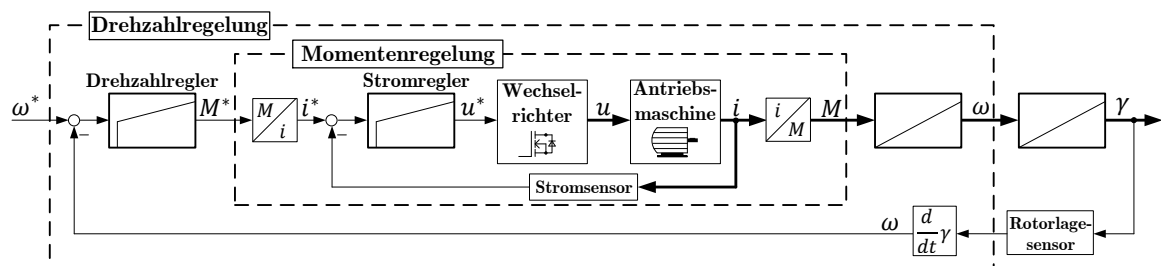 Drehzahlregelung
Momentenregelung
Drehzahlregler
Stromregler
ω*
−
M*
M
i
i*
−
u*
Wechsel-
richter
u
Antriebs-
maschine
i
i
M
M
ω
γ
Stromsensor
ω
d
dt
γ
Rotorlage-
sensor